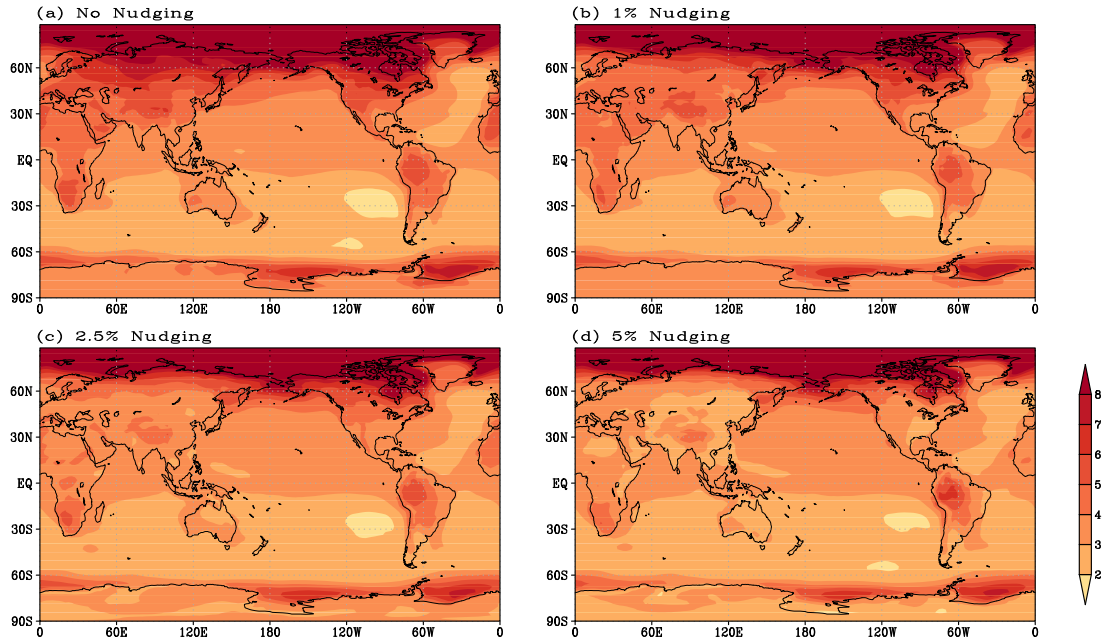 (a) No Nudging
(b) 1% Nudging
60N
30N
EQ
30S
60S
90S
0
60E
120E
180
120W
60W
0
60N
30N
EQ
30S
60S
90S
0
60E
120E
180
120W
60W
0
(c) 2.5% Nudging
(d) 5% Nudging
60N
30N
EQ
30S
60S
90S
0
60E
120E
180
120W
60W
0
60N
30N
EQ
30S
60S
90S
0
60E
120E
180
120W
60W
0
8
7
6
5
4
3
2